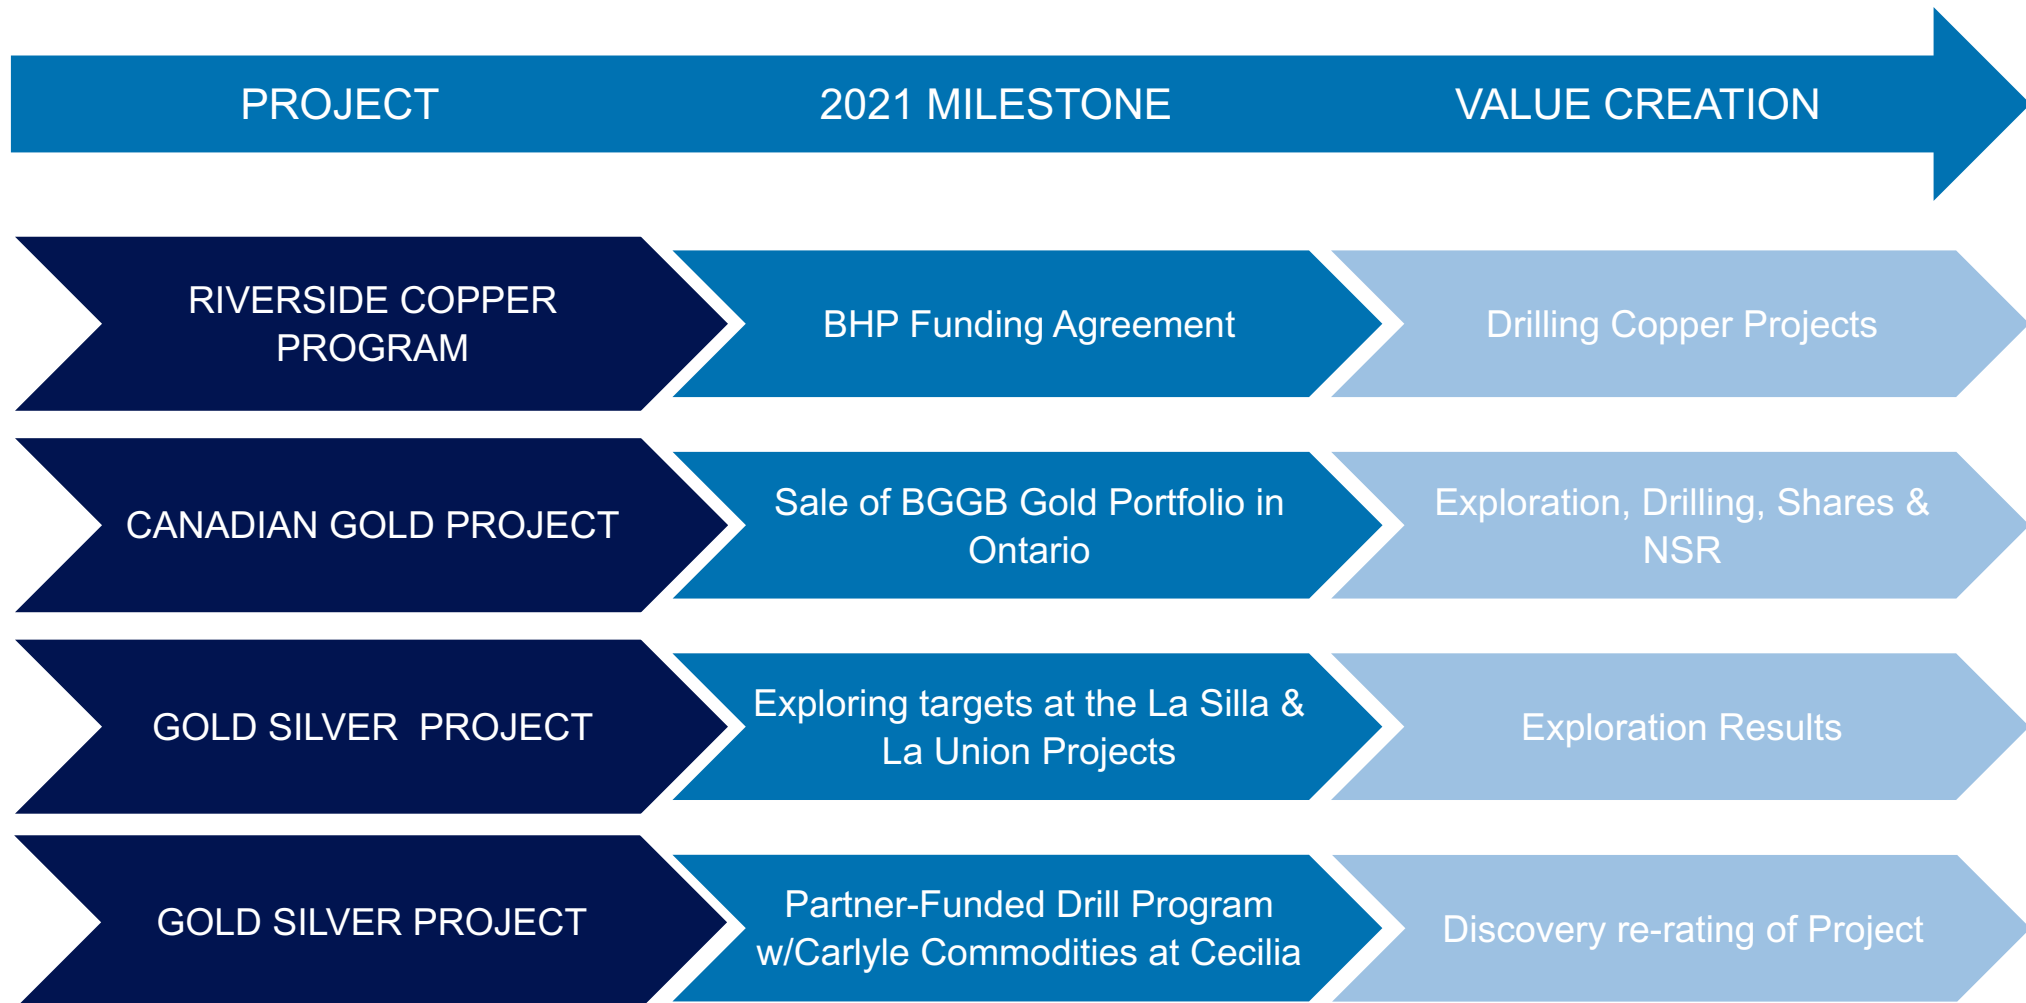 PROJECT
2021 MILESTONE
VALUE CREATION
RIVERSIDE COPPER
PROGRAM
BHP Funding Agreement
Drilling Copper Projects
CANADIAN GOLD PROJECT
Sale of BGGB Gold Portfolio in
Ontario
Exploration, Drilling, Shares &
NSR
GOLD SILVER  PROJECT
Exploring targets at the La Silla &
La Union Projects
Exploration Results
GOLD SILVER PROJECT
Partner-Funded Drill Program
w/Carlyle Commodities at Cecilia
Discovery re-rating of Project